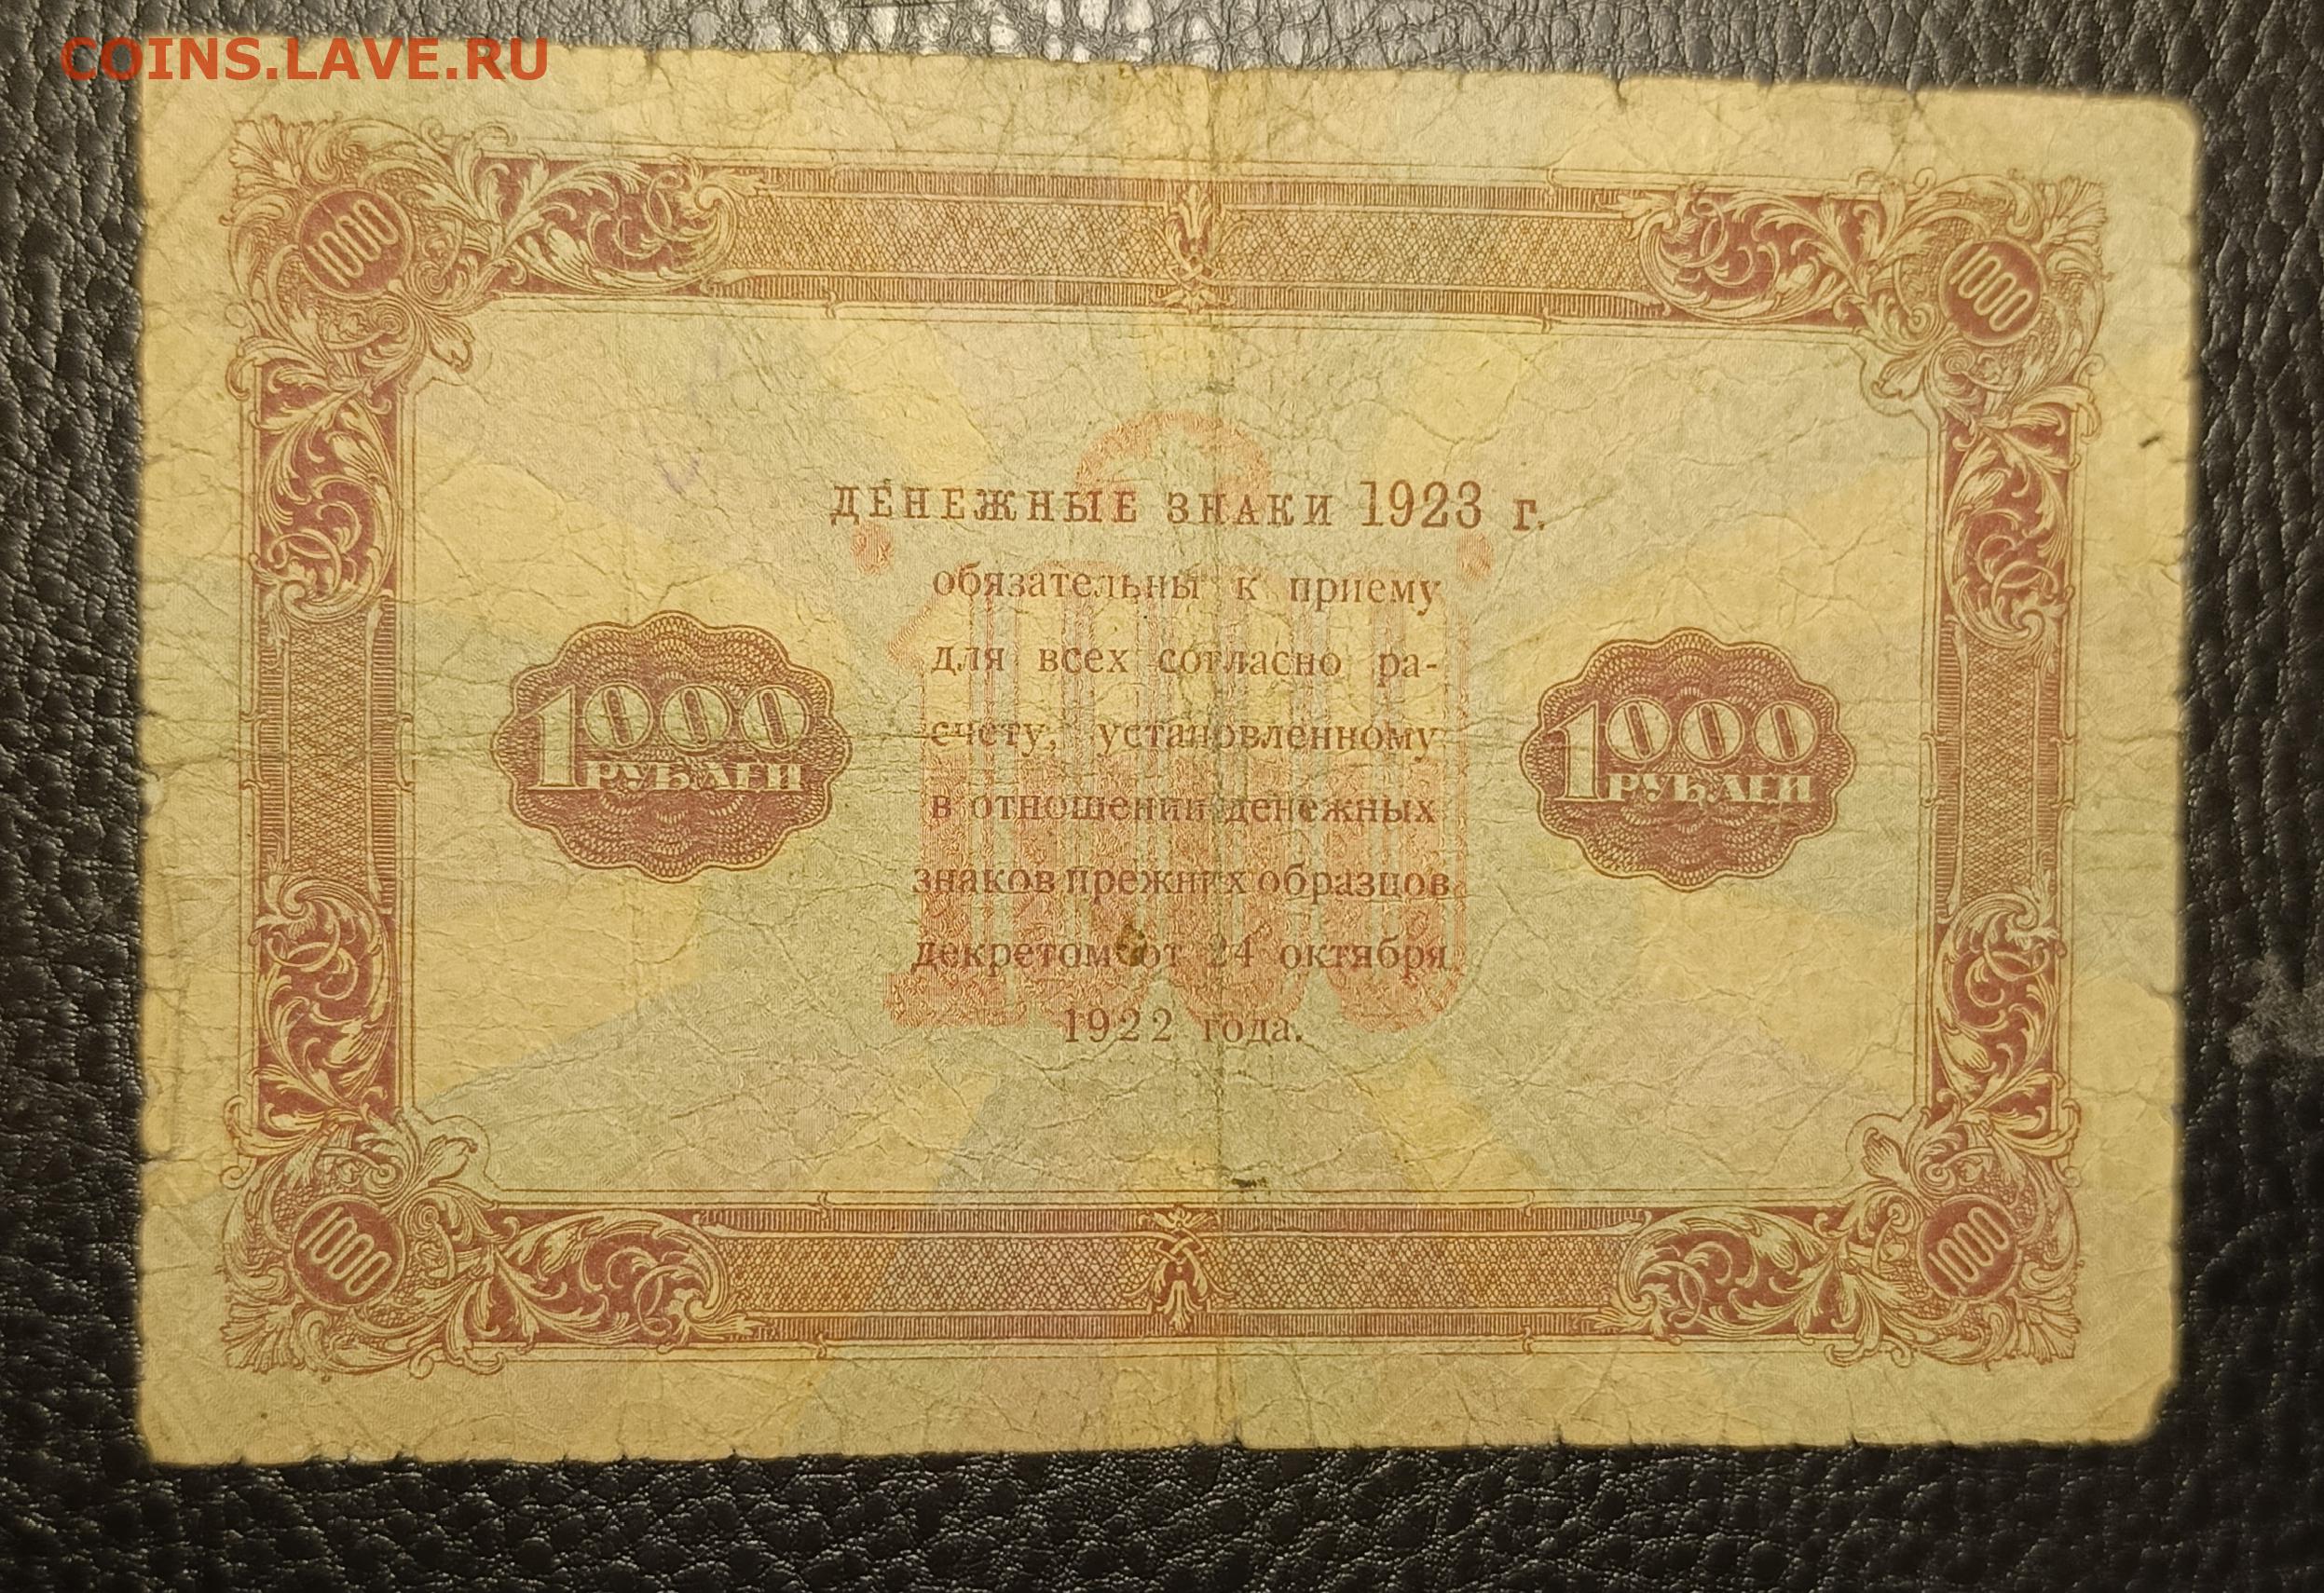 COINS.LAVE.RU
1000
1000
ДЕНЕЖНЫЕ ЗНАКИ 1923 г.
обязательны к приему
для всех согласно ра-
счету, установленному
в отношении денежных
знаков прежних образцов
декретом от 24 октября
1922 года.
1000
РУБЛЕЙ
1000
1000
РУБЛЕЙ
1000
1000